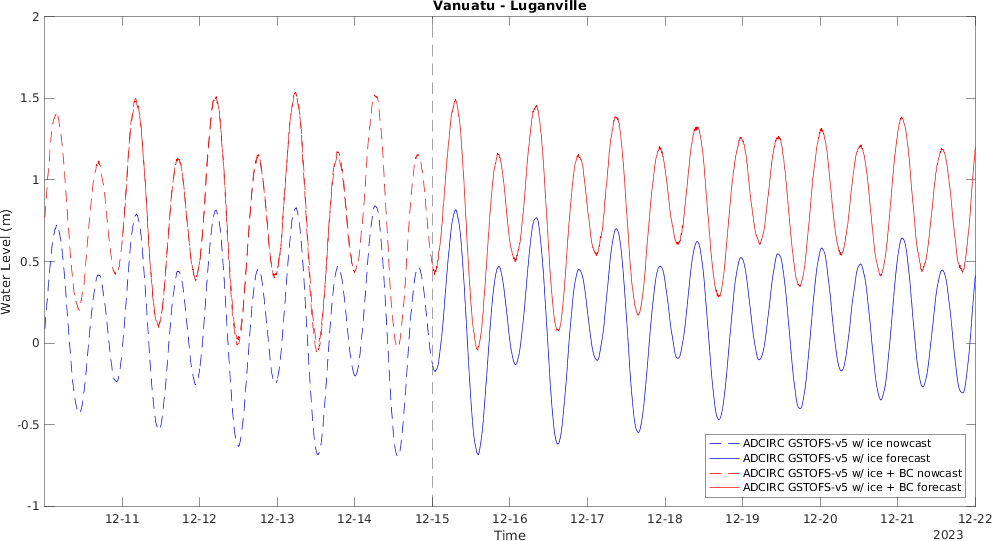 Vanuatu - Luganville
2
1.5
1
0.5
0
-0.5
-1
Water Level (m)
ADCIRC GSTOFS-v5 w/ ice nowcast
ADCIRC GSTOFS-v5 w/ ice forecast
ADCIRC GSTOFS-v5 w/ ice + BC nowcast
ADCIRC GSTOFS-v5 w/ ice + BC forecast
12-11 12-12 12-13 12-14 12-15 12-16 12-17 12-18 12-19 12-20 12-21 12-22
Time
2023